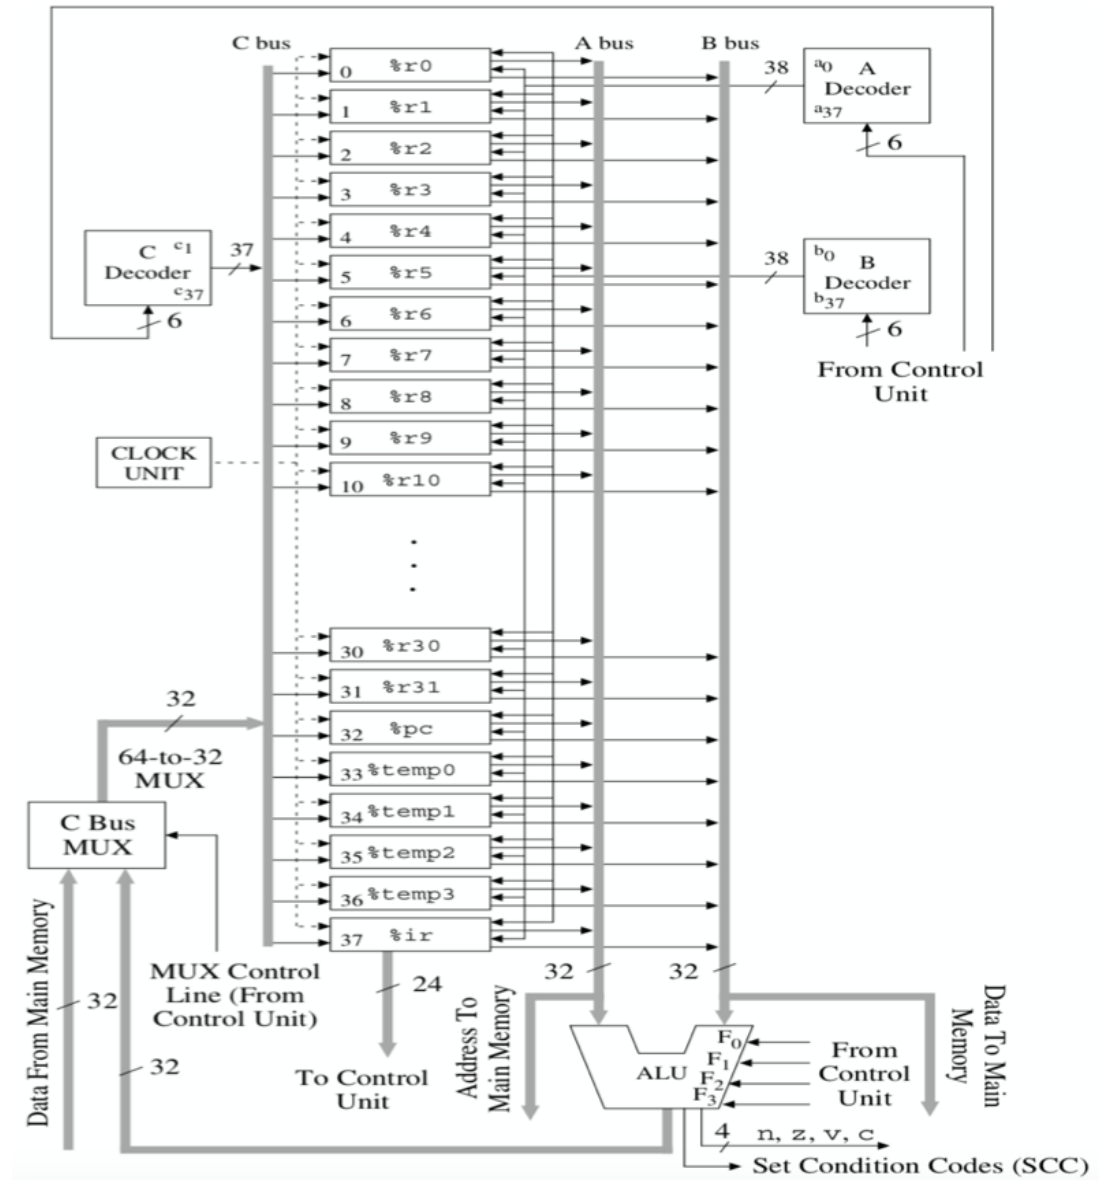 C bus
A bus
B bus
0 %r0
1 %r1
2 %r2
3 %r3
4 %r4
5 %r5
6 %r6
7 %r7
8 %r8
9 %r9
10 %r10
30 %r30
31 %r31
32 %pc
33 %temp0
34 %temp1
35 %temp2
36 %temp3
37 %ir
38
a0 A
Decoder
a37
6
38
b0 B
Decoder
b37
6
From Control
Unit
C c1
Decoder
c37
37
6
CLOCK
UNIT
32
64-to-32
MUX
C Bus
MUX
Data From Main Memory
32
32
MUX Control
Line (From
Control Unit)
24
To Control
Unit
32
32
Address To
Main Memory
Data To Main
Memory
ALU
F0
F1
F2
F3
From
Control
Unit
4 n, z, v, c
Set Condition Codes (SCC)